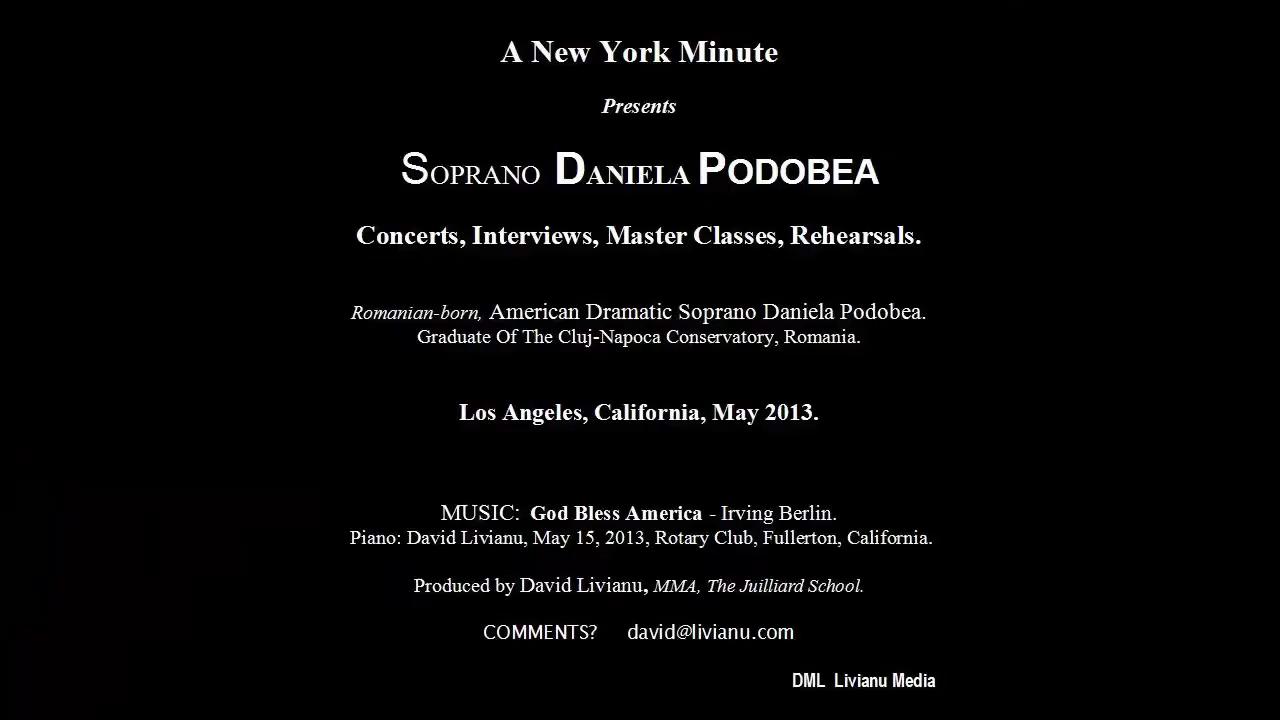 A New York Minute
Presents
SOPRANO DANIELA PODOBEA
Concerts, Interviews, Master Classes, Rehearsals.
Romanian-born, American Dramatic Soprano Daniela Podobea.
Graduate Of The Cluj-Napoca Conservatory, Romania.
Los Angeles, California, May 2013.
MUSIC: God Bless America - Irving Berlin.
Piano: David Livianu, May 15, 2013, Rotary Club, Fullerton, California.
Produced by David Livianu, MMA, The Juilliard School.
COMMENTS? david@livianu.com
DML Livianu Media